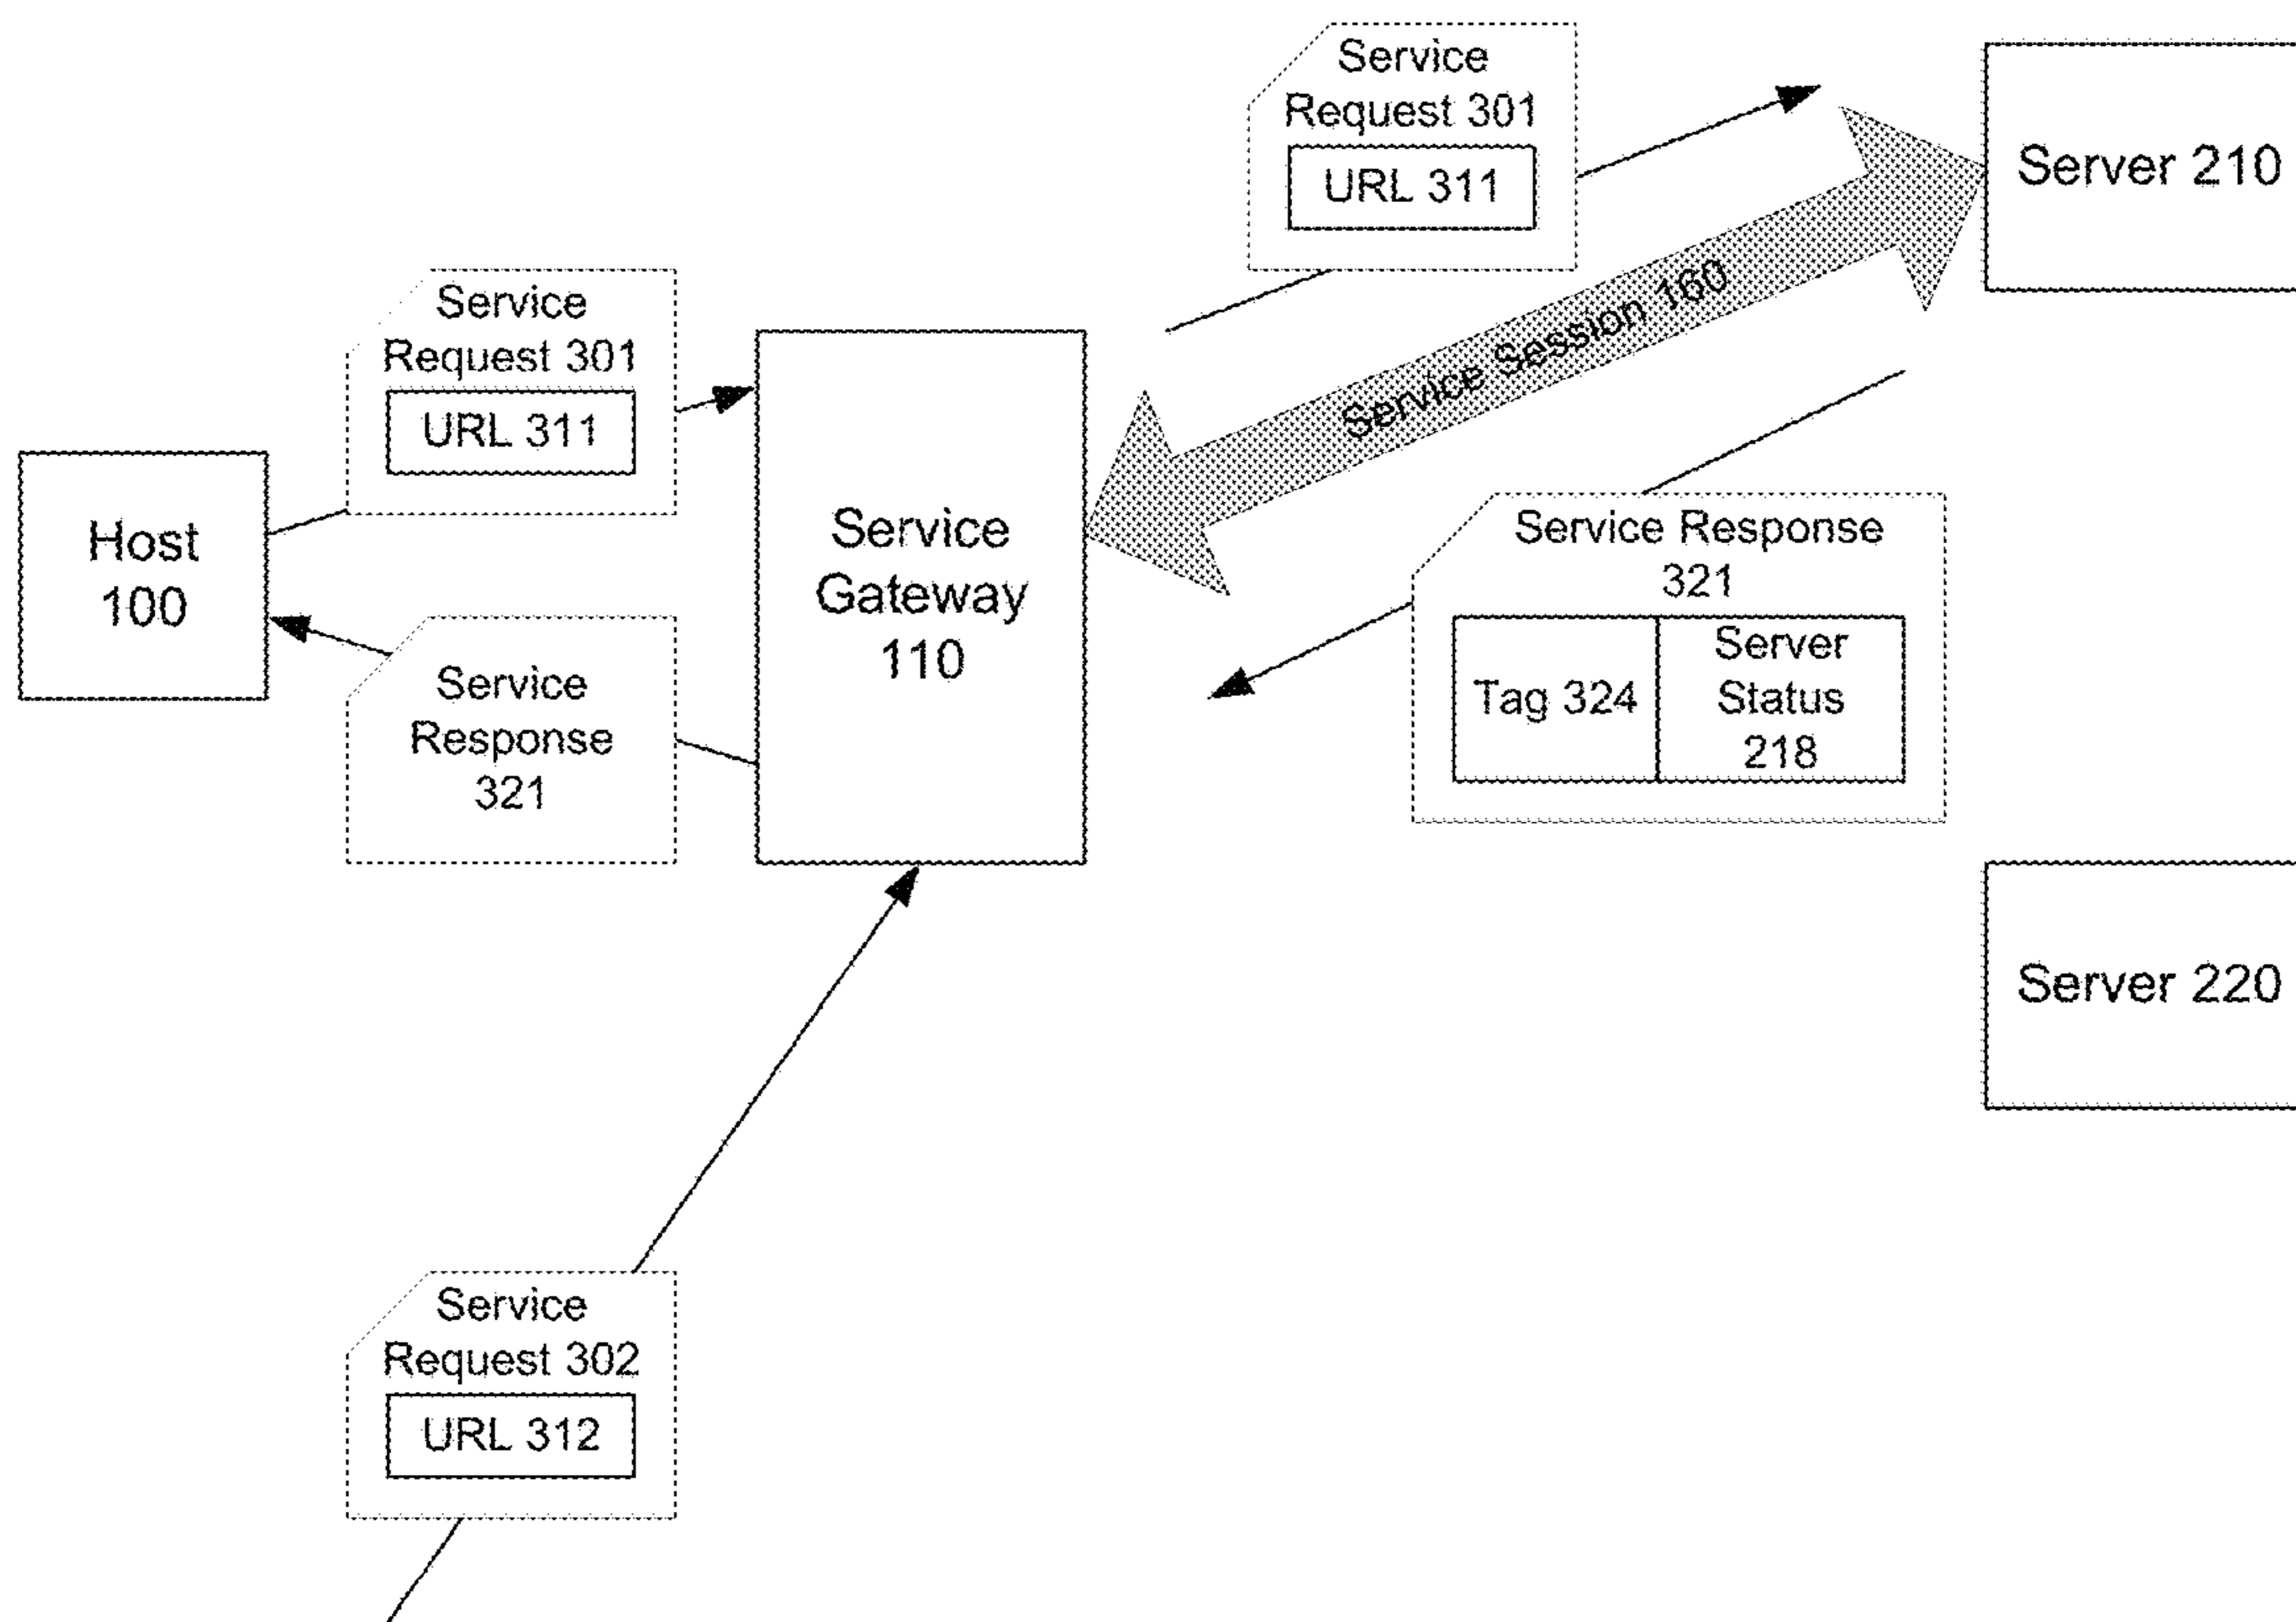 Service
Request 301
URL 311
Server 210
Service
Request 301
URL 311
Service Session 160
Host
100
Service
Gateway
110
Service Response
321
Tag 324
Server
Status
218
Service
Response
321
Server 220
Service
Request 302
URL 312